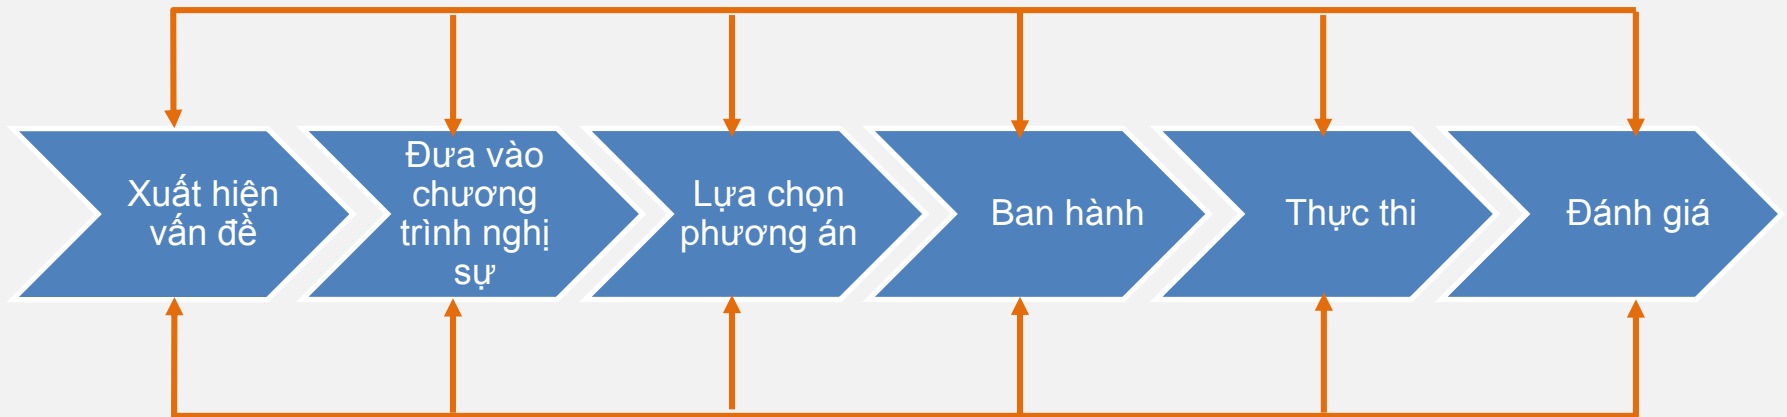 Xuất hiện
vấn đề
Đưa vào
chương
trình nghị
sự
Lựa chọn
phương án
Ban hành
Thực thi
Đánh giá